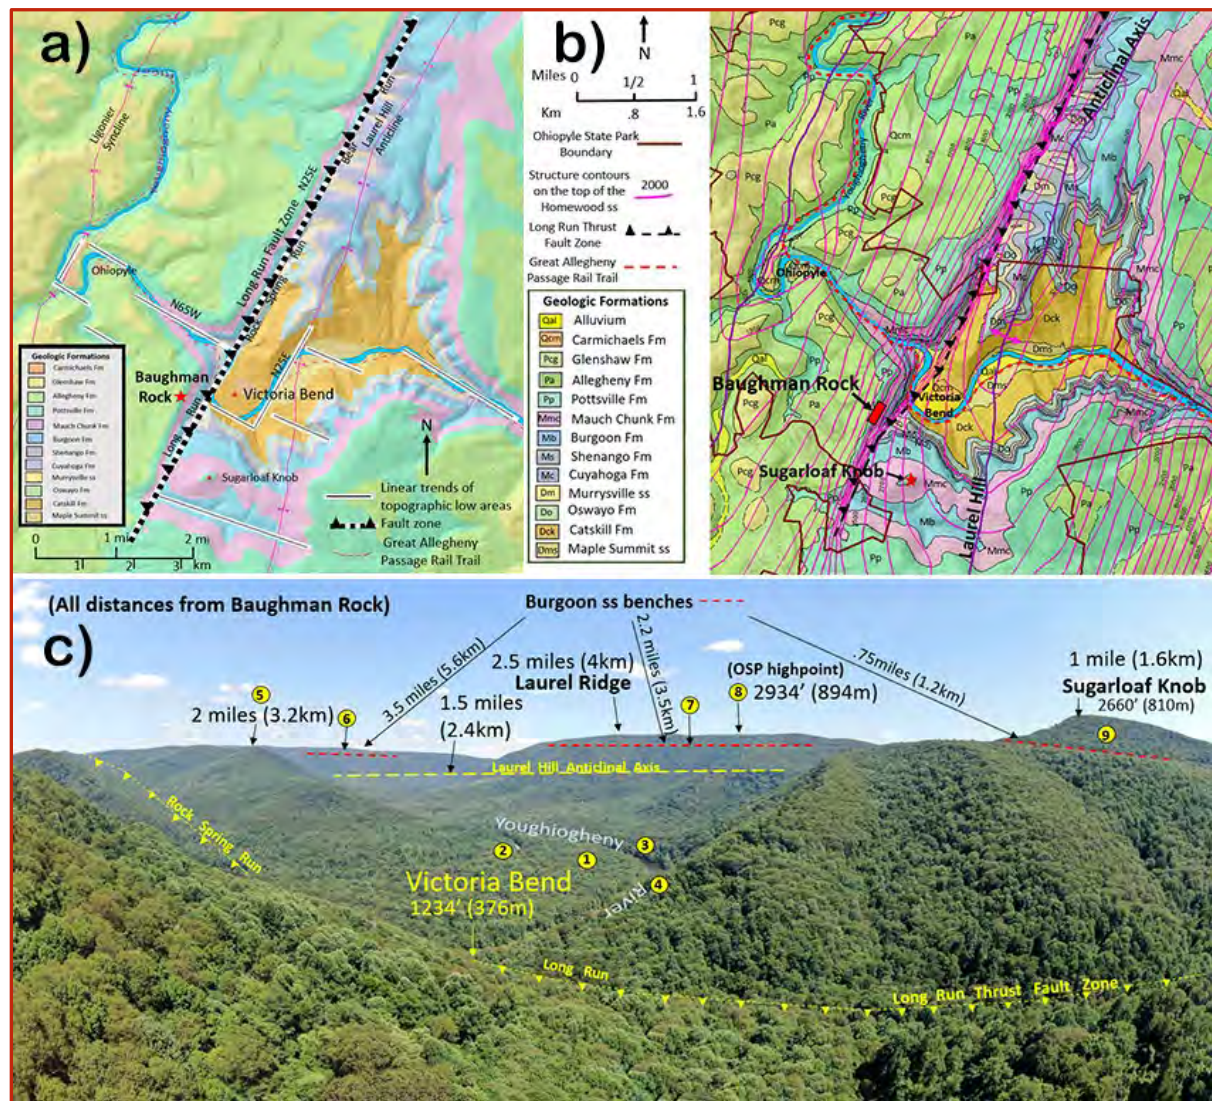 a)
Ligonier
Syncline
Youghiogheny
Ohiopyle
N65W
Bear Run
Laurel Hill
Anticline
Long Run Fault Zone N25E
Rock Spring Run
N25E
Baughman
Rock
Victoria Bend
Long Run
Sugarloaf Knob
Geologic Formations
Carmichaels Fm
Glenshaw Fm
Allegheny Fm
Pottsville Fm
Mauch Chunk Fm
Burgoon Fm
Shenango Fm
Cuyahoga Fm
Murrysville ss
Oswayo Fm
Catskill Fm
Maple Summit ss
0 1 mi 2 mi
1 2 3 km
N
Linear trends of
topographic low areas
Fault zone
Great Allegheny
Passage Rail Trail
b)
N
Miles 0 1/2 1
Km .8 1.6
Ohiopyle State Park
Boundary
Structure contours
on the top of the
Homewood ss
2000
Long Run Thrust
Fault Zone
Great Allegheny
Passage Rail Trail
Geologic Formations
Qal Alluvium
Qcm Carmichaels Fm
Pcg Glenshaw Fm
Pa Allegheny Fm
Pp Pottsville Fm
Mmc Mauch Chunk Fm
Mb Burgoon Fm
Ms Shenango Fm
Mc Cuyahoga Fm
Dm Murrysville ss
Do Oswayo Fm
Dck Catskill Fm
Dms Maple Summit ss
Anticlinal Axis
Ohiopyle
Baughman Rock
Victoria
Bend
Sugarloaf Knob
Laurel Hill
c)
(All distances from Baughman Rock)
Burgoon ss benches
3.5 miles (5.6km)
2.2 miles (3.5km)
.75miles (1.2km)
2.5 miles (4km)
Laurel Ridge
(OSP highpoint)
8 2934' (894m)
1 mile (1.6km)
Sugarloaf Knob
2660' (810m)
5
2 miles (3.2km)
6
1.5 miles
(2.4km)
7
9
Laurel Hill Anticlinal Axis
Rock Spring Run
Youghiogheny
River
2
1
3
4
Victoria Bend
1234' (376m)
Long Run
Long Run Thrust Fault Zone